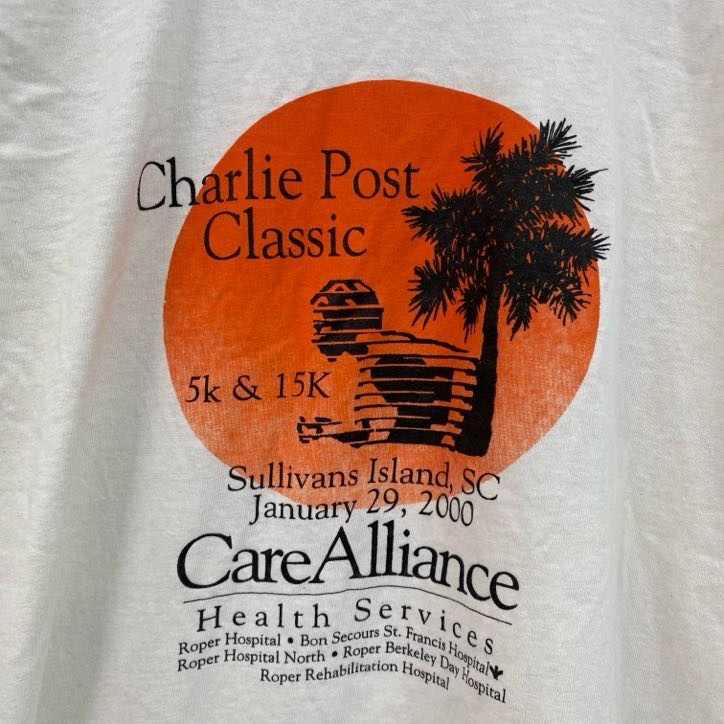 Charlie Post
Classic
5k & 15K
Sullivans Island, SC
January 29, 2000
CareAlliance
Health Services
Roper Hospital • Bon Secours St. Francis Hospital
Roper Hospital North • Roper Berkeley Day Hospital
Roper Rehabilitation Hospital